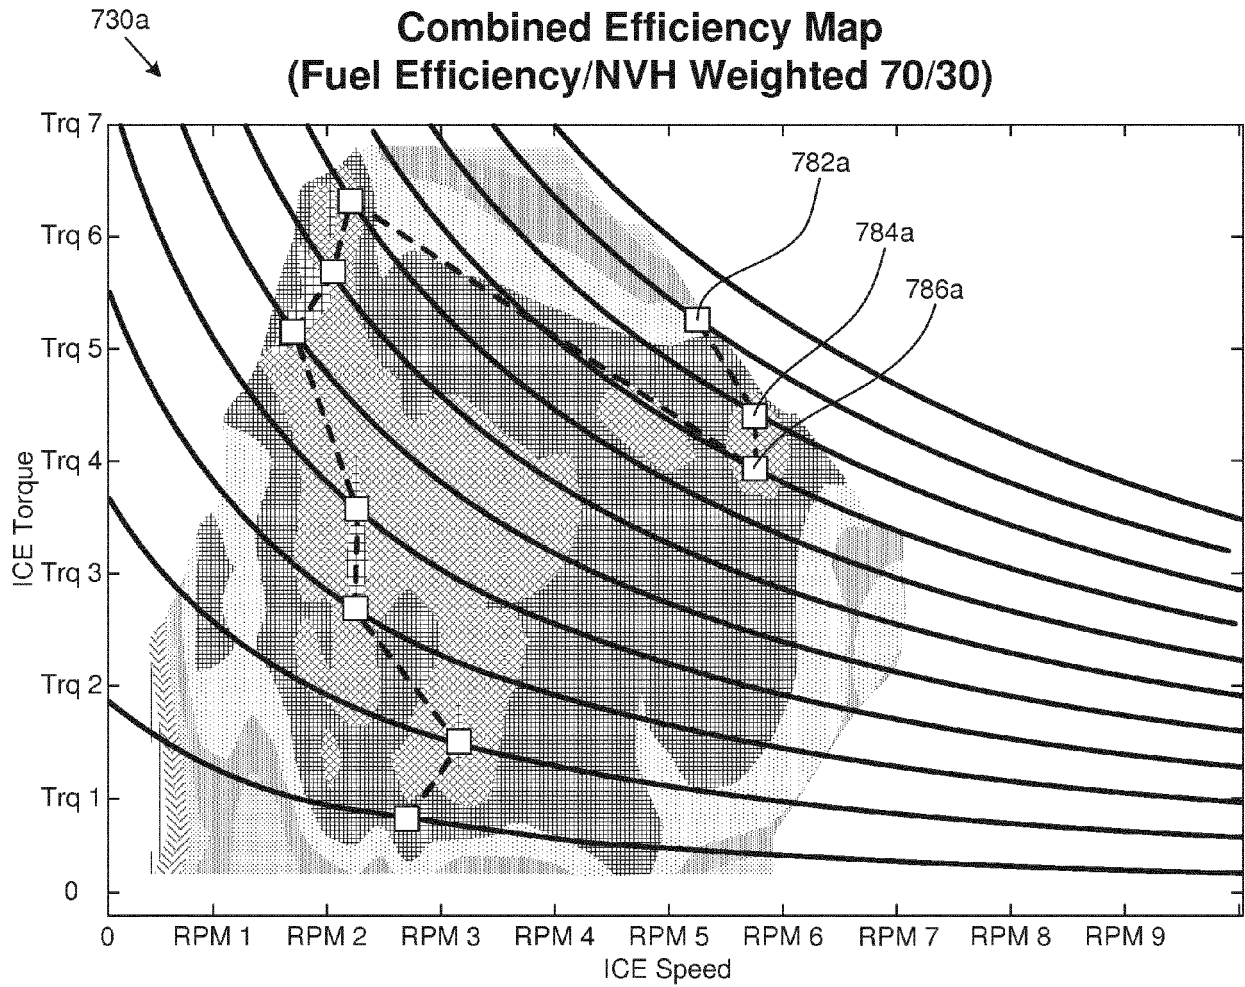 730a
Combined Efficiency Map
(Fuel Efficiency/NVH Weighted 70/30)
Trq 7
782a
Trq 6
784a
786a
Trq 5
Trq 4
ICE Torque
Trq 3
Trq 2
Trq 1
0
0 RPM 1 RPM 2 RPM 3 RPM 4 RPM 5 RPM 6 RPM 7 RPM 8 RPM 9
ICE Speed